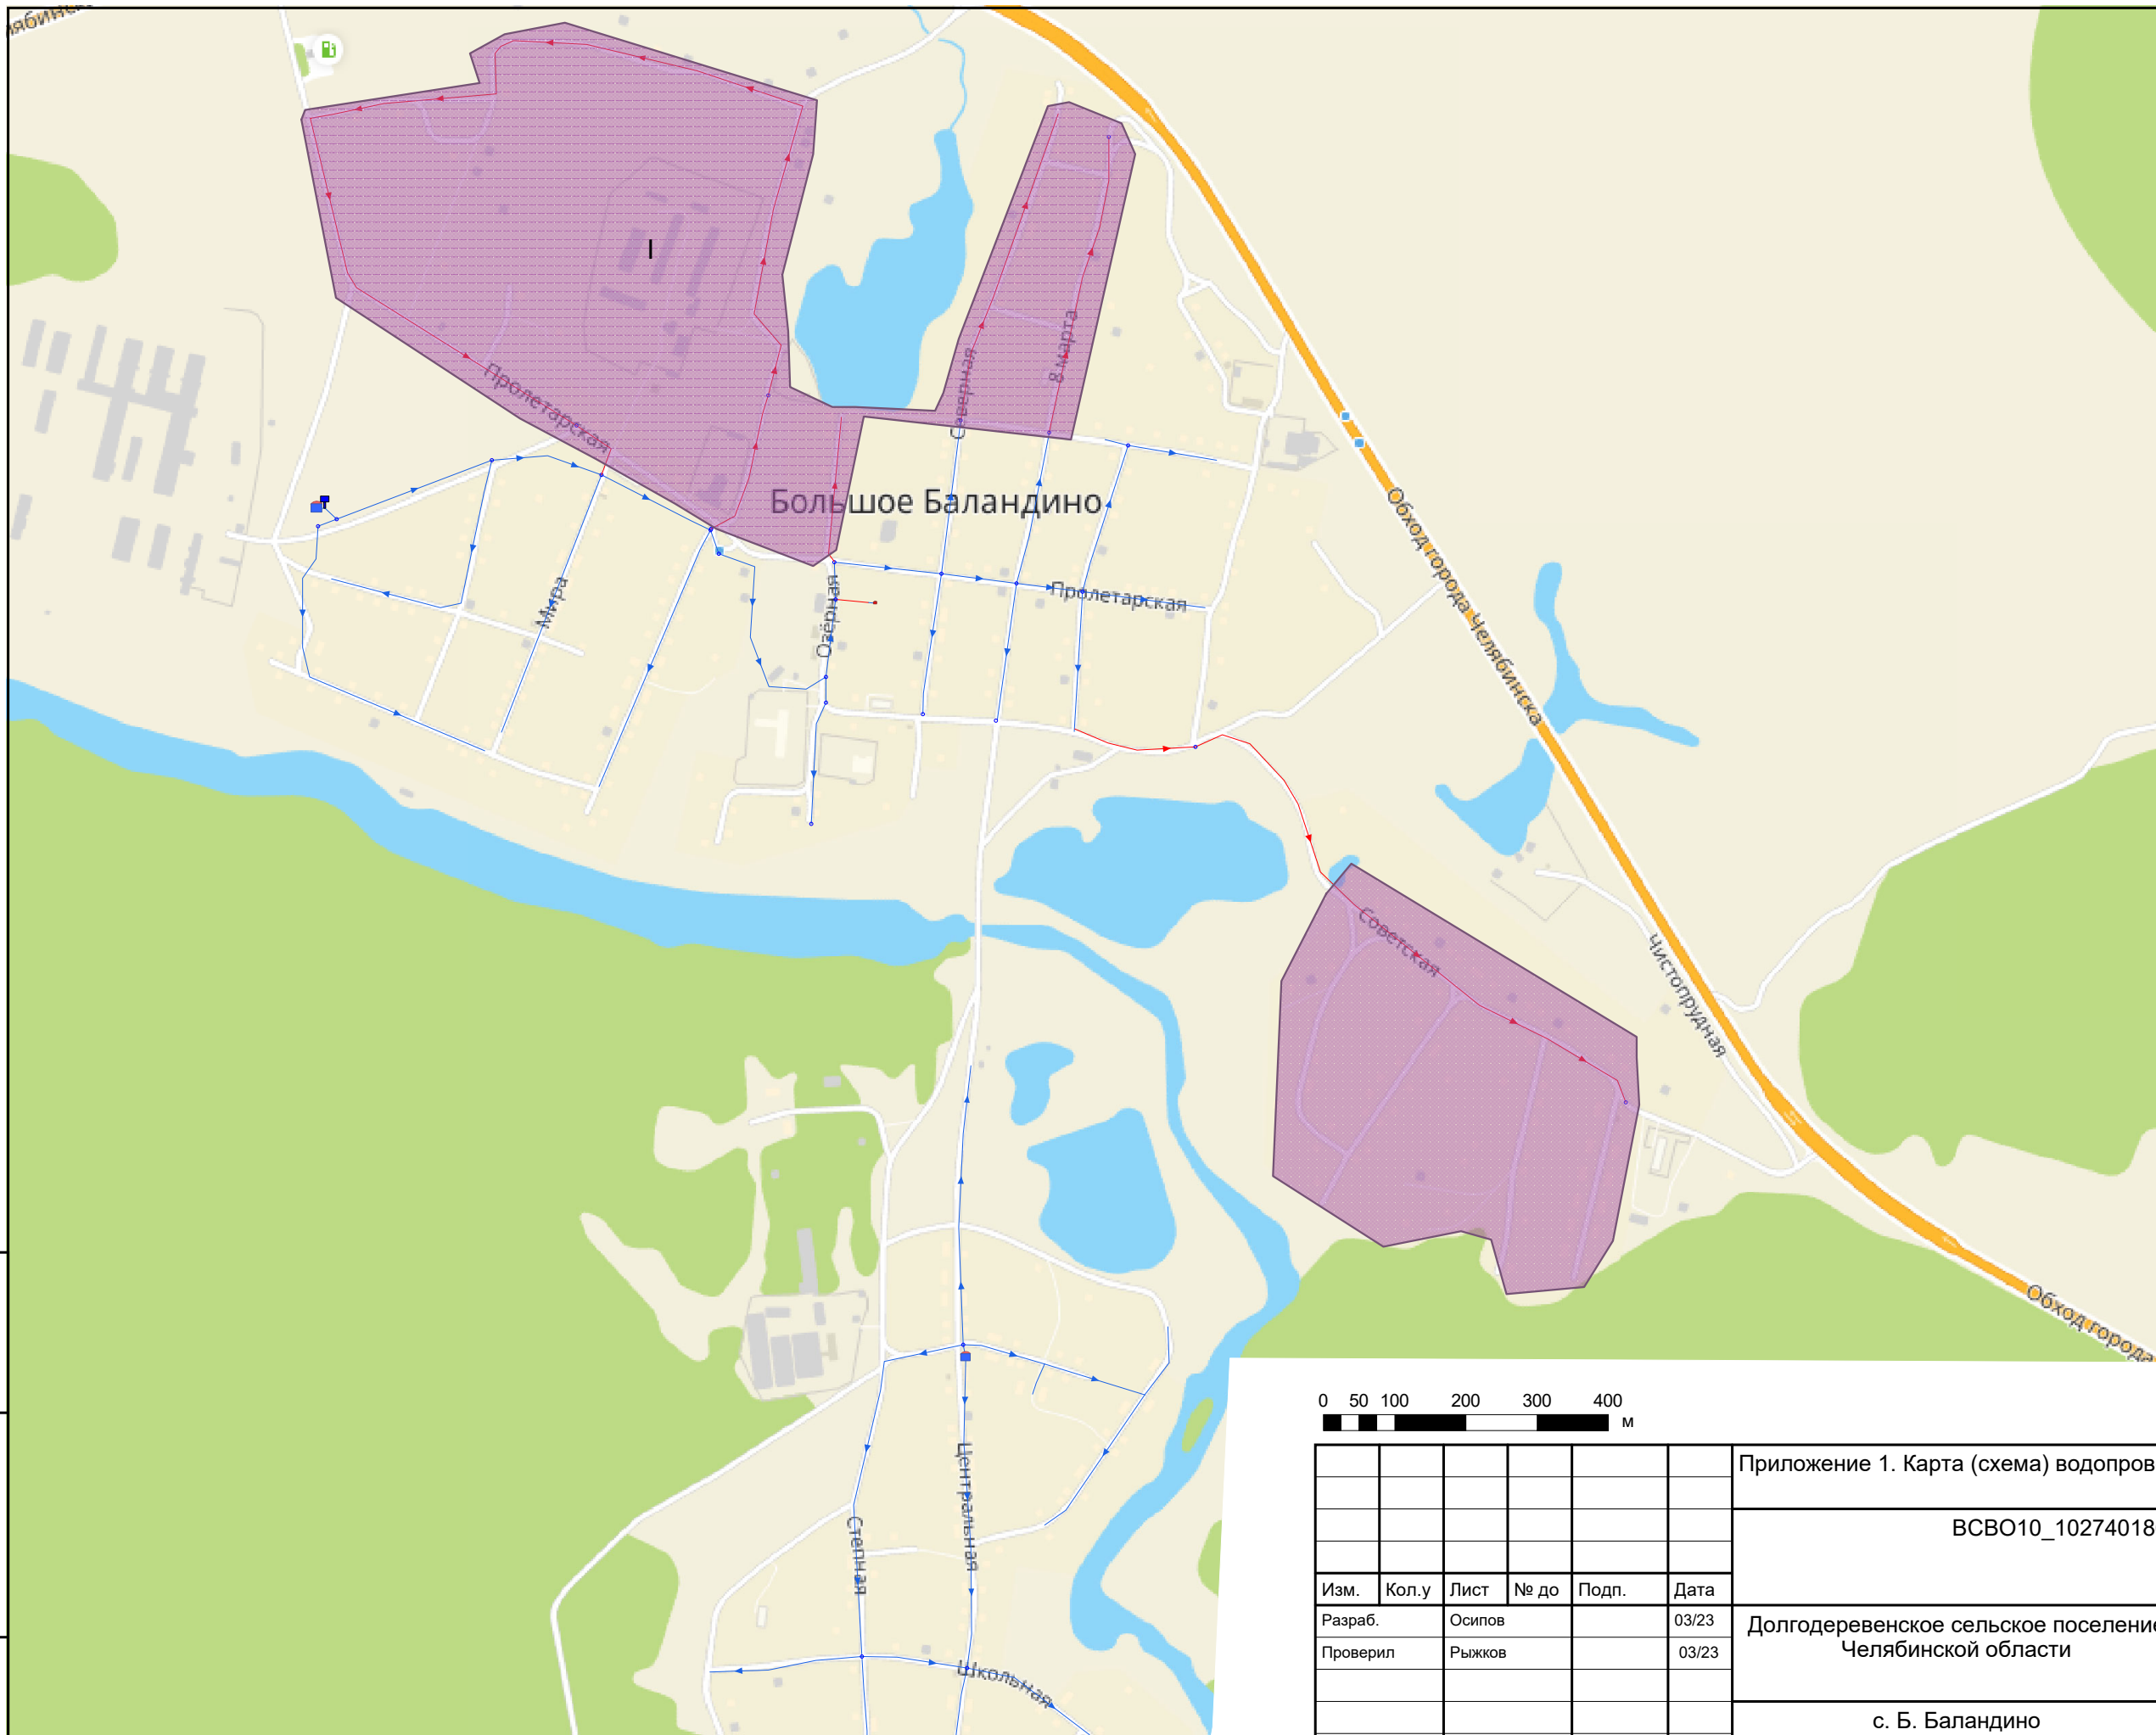 I
Северная
8 марта
Пролетарская
Большое Баландино
Обход города Челябинска
Мира
Озёрная
Пролетарская
Советская
Чистопрудная
Обход города
Центральная
Степная
Школьная
0 50 100 200 300 400
м
Приложение 1. Карта (схема) водопров
ВСВО10_10274018
Изм. Кол.у Лист № до Подп. Дата
Разраб. Осипов 03/23
Проверил Рыжков 03/23
Долгодеревенское сельское поселение
Челябинской области
с. Б. Баландино